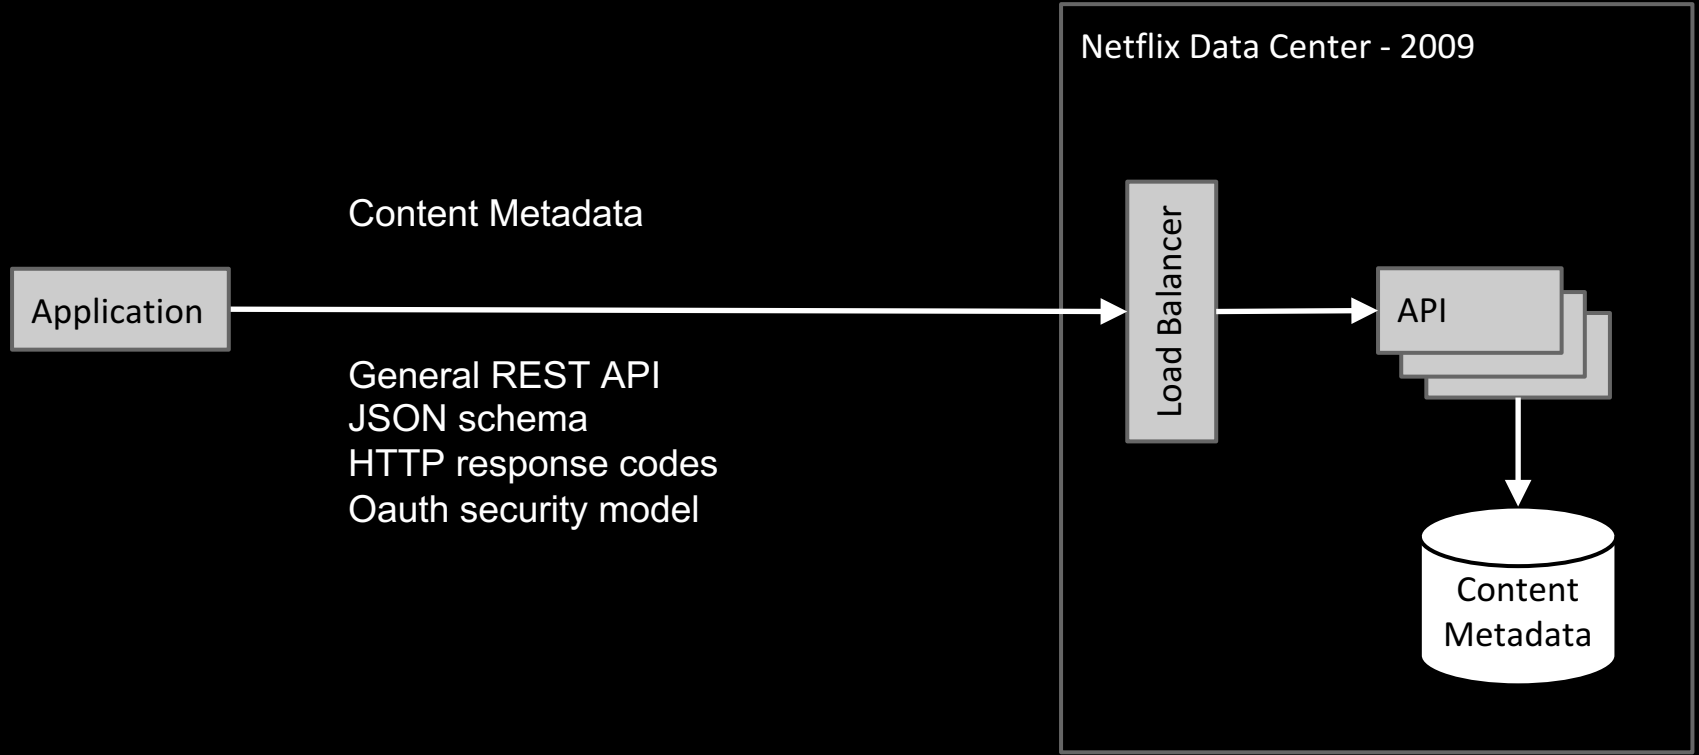 Netflix Data Center - 2009
Content Metadata
Application
Load Balancer
API
General REST API
JSON schema
HTTP response codes
Oauth security model
Content
Metadata